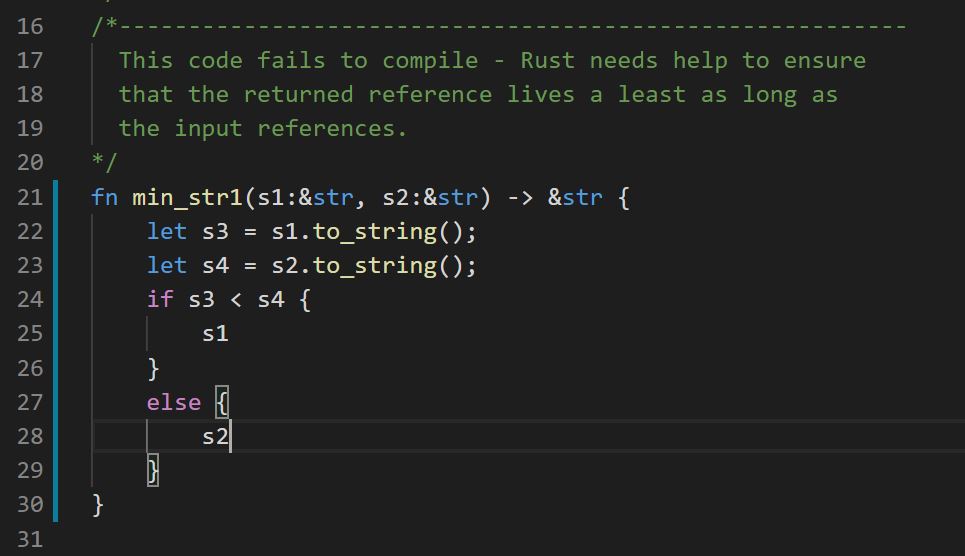 16 /*---------------------------------------------------------
17 This code fails to compile - Rust needs help to ensure
18 that the returned reference lives a least as long as
19 the input references.
20 */
21 fn min_str1(s1:&str, s2:&str) -> &str {
22 let s3 = s1.to_string();
23 let s4 = s2.to_string();
24 if s3 < s4 {
25 s1
26 }
27 else {
28 s2
29 }
30 }
31